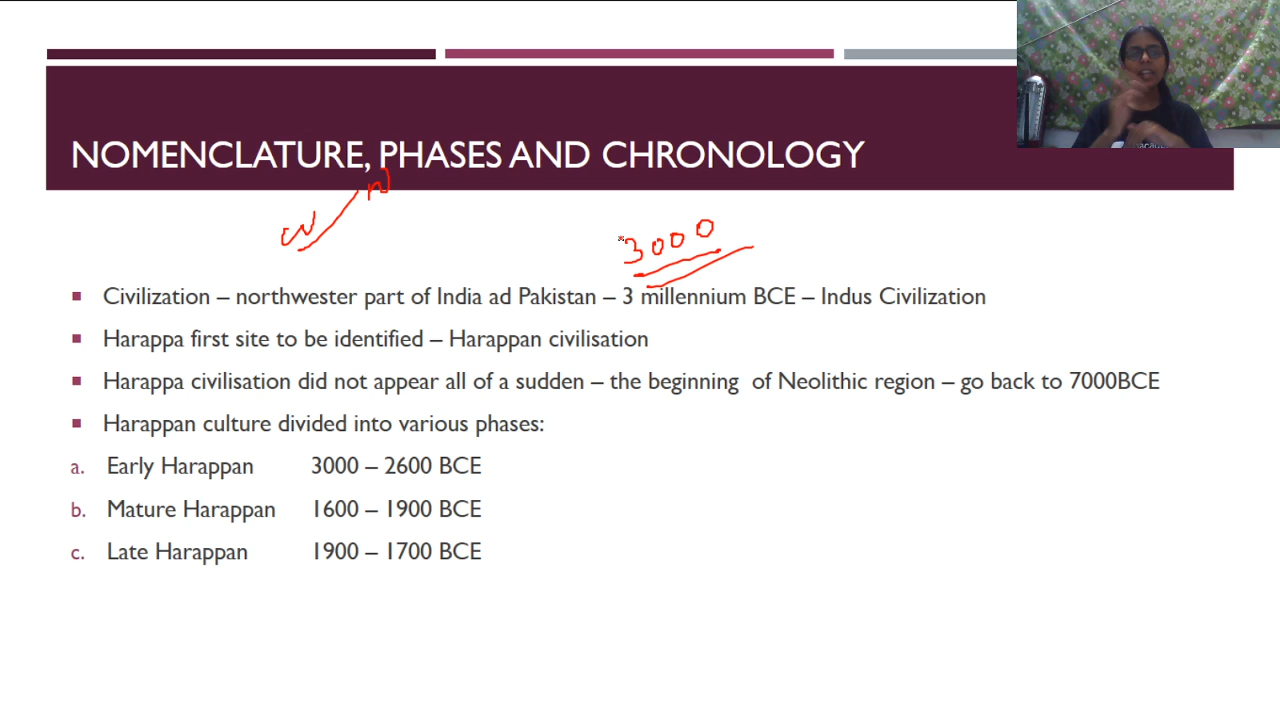 NOMENCLATURE, PHASES AND CHRONOLOGY
3000
Civilization – northwester part of India ad Pakistan – 3 millennium BCE – Indus Civilization
Harappa first site to be identified – Harappan civilisation
Harappa civilisation did not appear all of a sudden – the beginning of Neolithic region – go back to 7000BCE
Harappan culture divided into various phases:
a. Early Harappan 3000 – 2600 BCE
b. Mature Harappan 1600 – 1900 BCE
c. Late Harappan 1900 – 1700 BCE